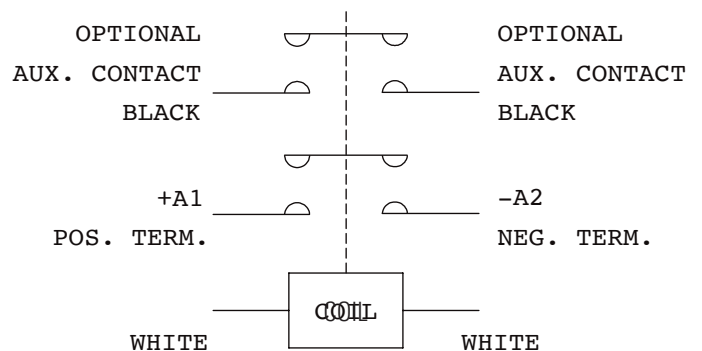 OPTIONAL
AUX. CONTACT
BLACK
OPTIONAL
AUX. CONTACT
BLACK
+A1
POS. TERM.
-A2
NEG. TERM.
COIL
WHITE
WHITE